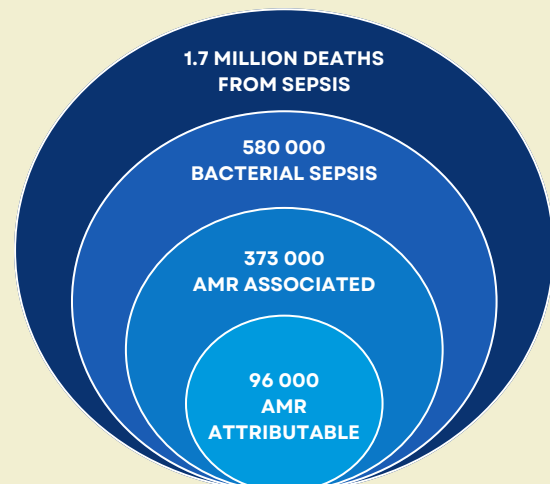 1.7 MILLION DEATHS
FROM SEPSIS
580 000
BACTERIAL SEPSIS
373 000
AMR ASSOCIATED
96 000
AMR
ATTRIBUTABLE